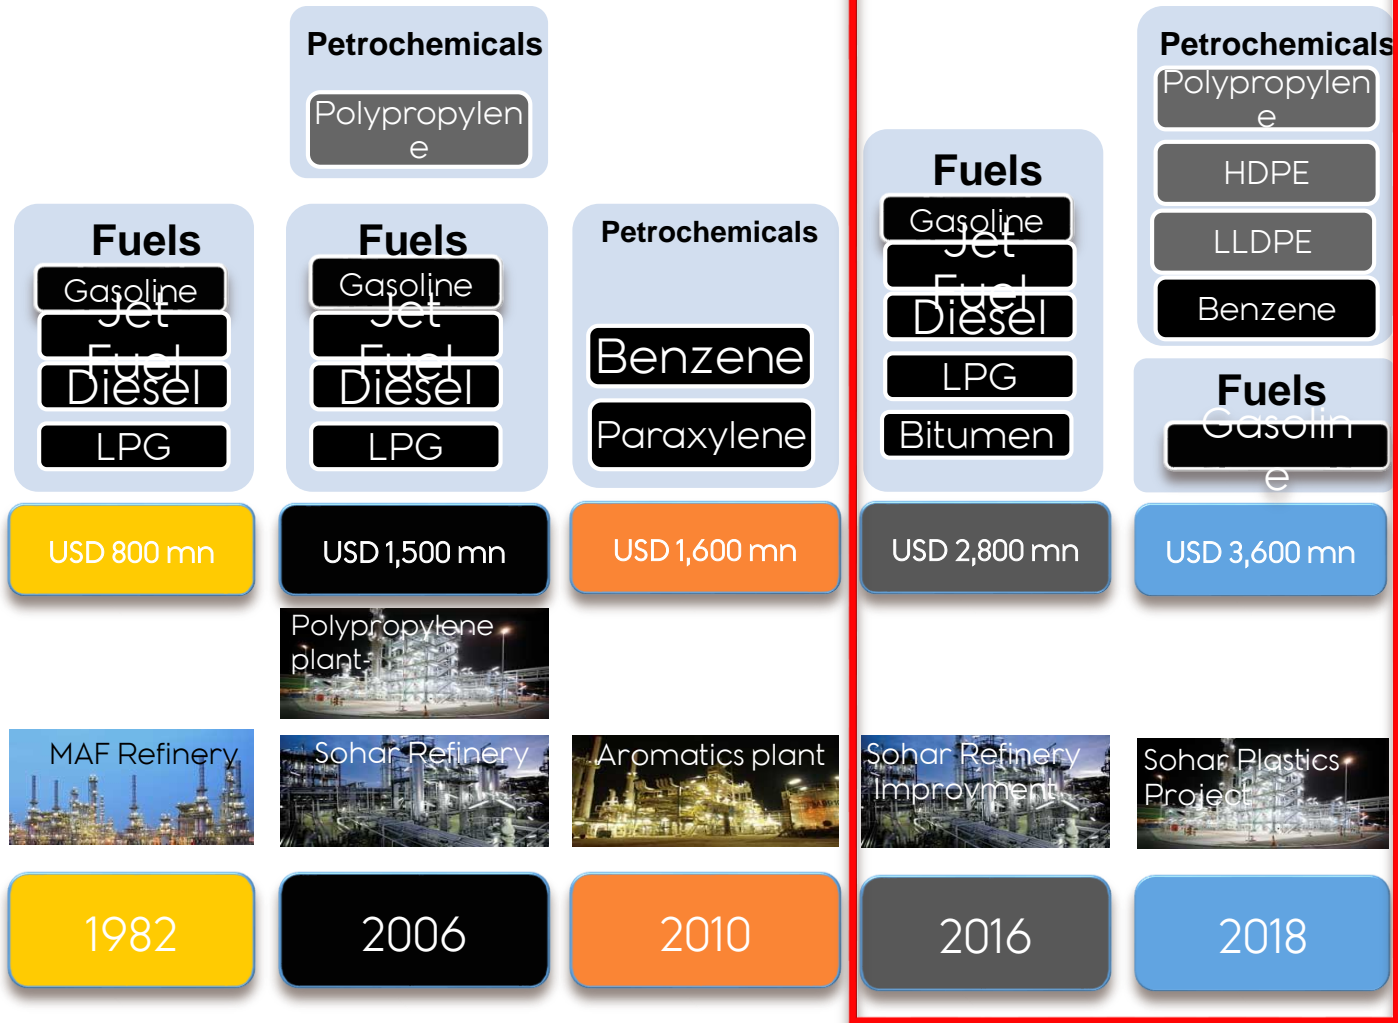 Petrochemicals
Polypropylen
e
Fuels
Gasoline
Jet
Fuel
Diesel
LPG
Fuels
Gasoline
Jet
Fuel
Diesel
LPG
Petrochemicals
Benzene
Paraxylene
Fuels
Gasoline
Jet
Fuel
Diesel
LPG
Bitumen
Petrochemicals
Polypropylen
e
HDPE
LLDPE
Benzene
Fuels
Gasolin
e
USD 800 mn
USD 1,500 mn
USD 1,600 mn
USD 2,800 mn
USD 3,600 mn
Polypropylene
plant-
MAF Refinery
Sohar Refinery
Aromatics plant
Sohar Refinery
Improvment
Sohar Plastics
Project
1982
2006
2010
2016
2018